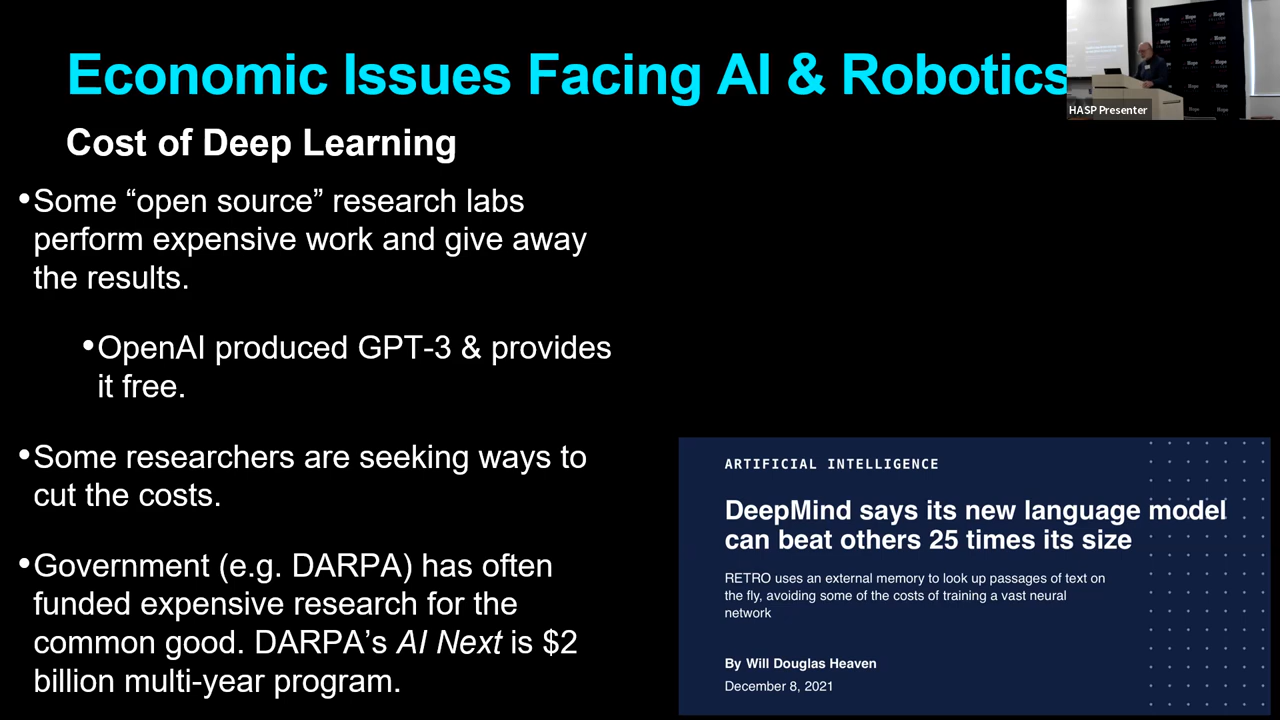 Economic Issues Facing AI & Robotics
HASP Presenter
Cost of Deep Learning
•Some “open source” research labs
perform expensive work and give away
the results.
•OpenAI produced GPT-3 & provides
it free.
•Some researchers are seeking ways to
cut the costs.
•Government (e.g. DARPA) has often
funded expensive research for the
common good. DARPA’s AI Next is $2
billion multi-year program.
ARTIFICIAL INTELLIGENCE
DeepMind says its new language model
can beat others 25 times its size
RETRO uses an external memory to look up passages of text on
the fly, avoiding some of the costs of training a vast neural
network
By Will Douglas Heaven
December 8, 2021